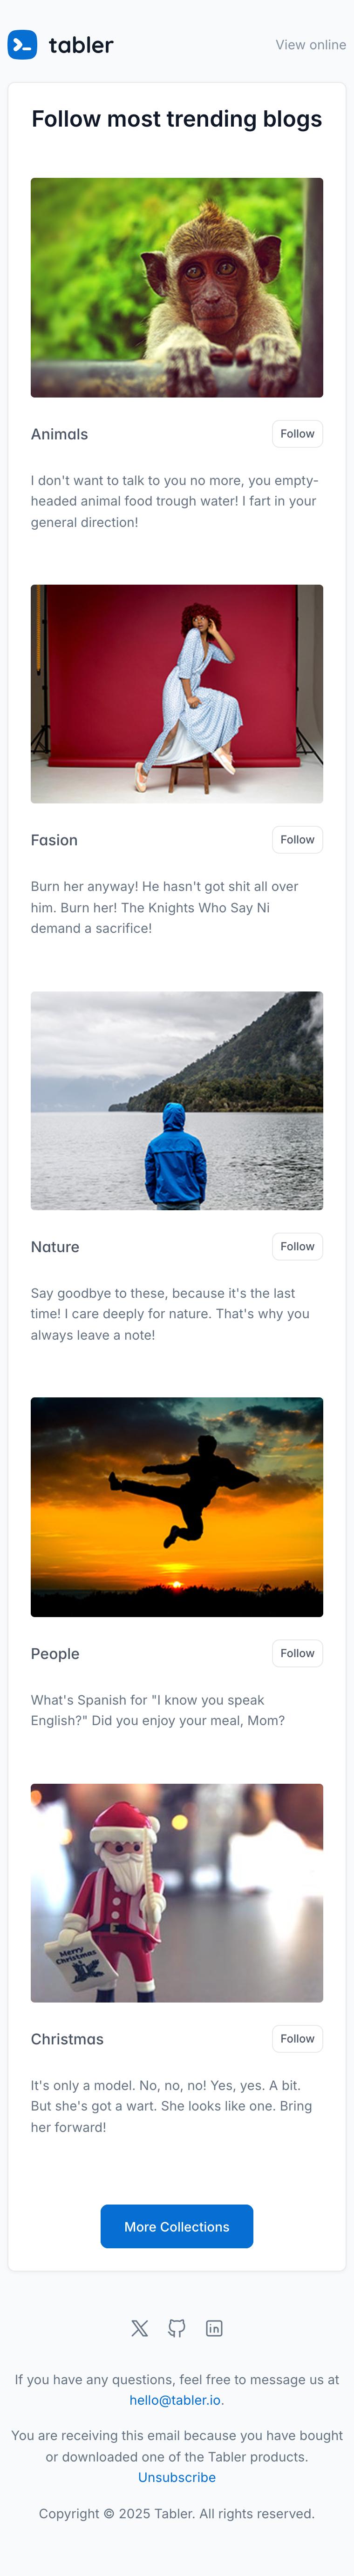 tabler
View online
Follow most trending blogs
Animals
Follow
I don't want to talk to you no more, you empty-
headed animal food trough water! I fart in your
general direction!
Fasion
Follow
Burn her anyway! He hasn't got shit all over
him. Burn her! The Knights Who Say Ni
demand a sacrifice!
Nature
Follow
Say goodbye to these, because it's the last
time! I care deeply for nature. That's why you
always leave a note!
People
Follow
What's Spanish for "I know you speak
English?" Did you enjoy your meal, Mom?
Merry
Christmas
Christmas
Follow
It's only a model. No, no, no! Yes, yes. A bit.
But she's got a wart. She looks like one. Bring
her forward!
More Collections
If you have any questions, feel free to message us at
hello@tabler.io.
You are receiving this email because you have bought
or downloaded one of the Tabler products.
Unsubscribe
Copyright © 2025 Tabler. All rights reserved.